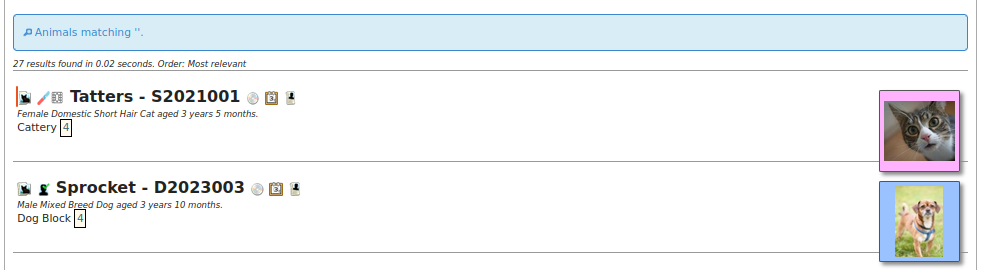 Animals matching ''.
27 results found in 0.02 seconds. Order: Most relevant
Tatters - S2021001
Female Domestic Short Hair Cat aged 3 years 5 months.
Cattery 4
Sprocket - D2023003
Male Mixed Breed Dog aged 3 years 10 months.
Dog Block 4